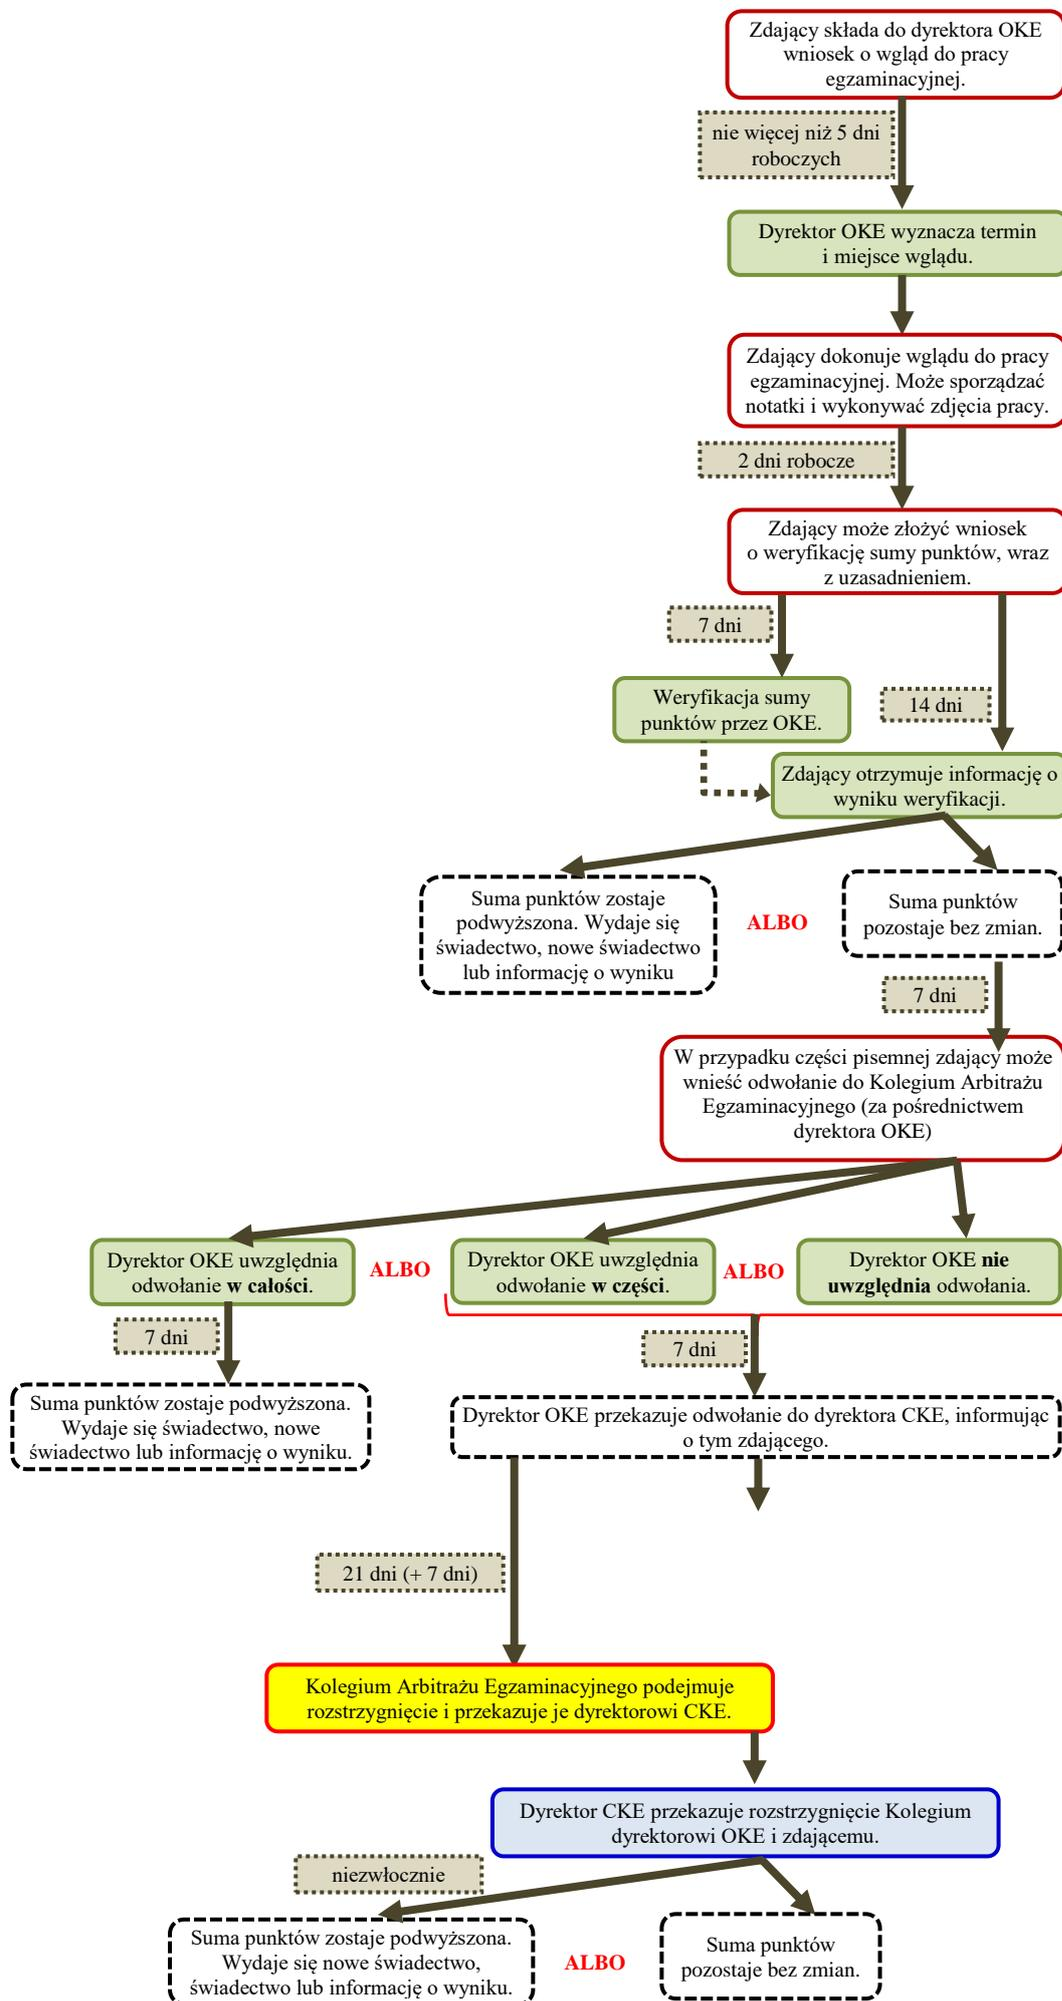 Zdający składa do dyrektora OKE
wniosek o wgląd do pracy
egzaminacyjnej.
nie więcej niż 5 dni
roboczych
Dyrektor OKE wyznacza termin
i miejsce wglądu.
Zdający dokonuje wglądu do pracy
egzaminacyjnej. Może sporządzać
notatki i wykonywać zdjęcia pracy.
2 dni robocze
Zdający może złożyć wniosek
o weryfikację sumy punktów, wraz
z uzasadnieniem.
7 dni
Weryfikacja sumy
punktów przez OKE.
14 dni
Zdający otrzymuje informację o
wyniku weryfikacji.
Suma punktów zostaje
podwyższona. Wydaje się
świadectwo, nowe świadectwo
lub informację o wyniku
ALBO
Suma punktów
pozostaje bez zmian.
7 dni
W przypadku części pisemnej zdający może
wnieść odwołanie do Kolegium Arbitrażu
Egzaminacyjnego (za pośrednictwem
dyrektora OKE)
Dyrektor OKE uwzględnia
odwołanie w całości.
ALBO
Dyrektor OKE uwzględnia
odwołanie w części.
ALBO
Dyrektor OKE nie
uwzględnia odwołania.
7 dni
Suma punktów zostaje podwyższona.
Wydaje się świadectwo, nowe
świadectwo lub informację o wyniku.
7 dni
Dyrektor OKE przekazuje odwołanie do dyrektora CKE, informując
o tym zdającego.
21 dni (+ 7 dni)
Kolegium Arbitrażu Egzaminacyjnego podejmuje
rozstrzygnięcie i przekazuje je dyrektorowi CKE.
Dyrektor CKE przekazuje rozstrzygnięcie Kolegium
dyrektorowi OKE i zdającemu.
niezwłocznie
Suma punktów zostaje podwyższona.
Wydaje się nowe świadectwo,
świadectwo lub informację o wyniku.
ALBO
Suma punktów
pozostaje bez zmian.